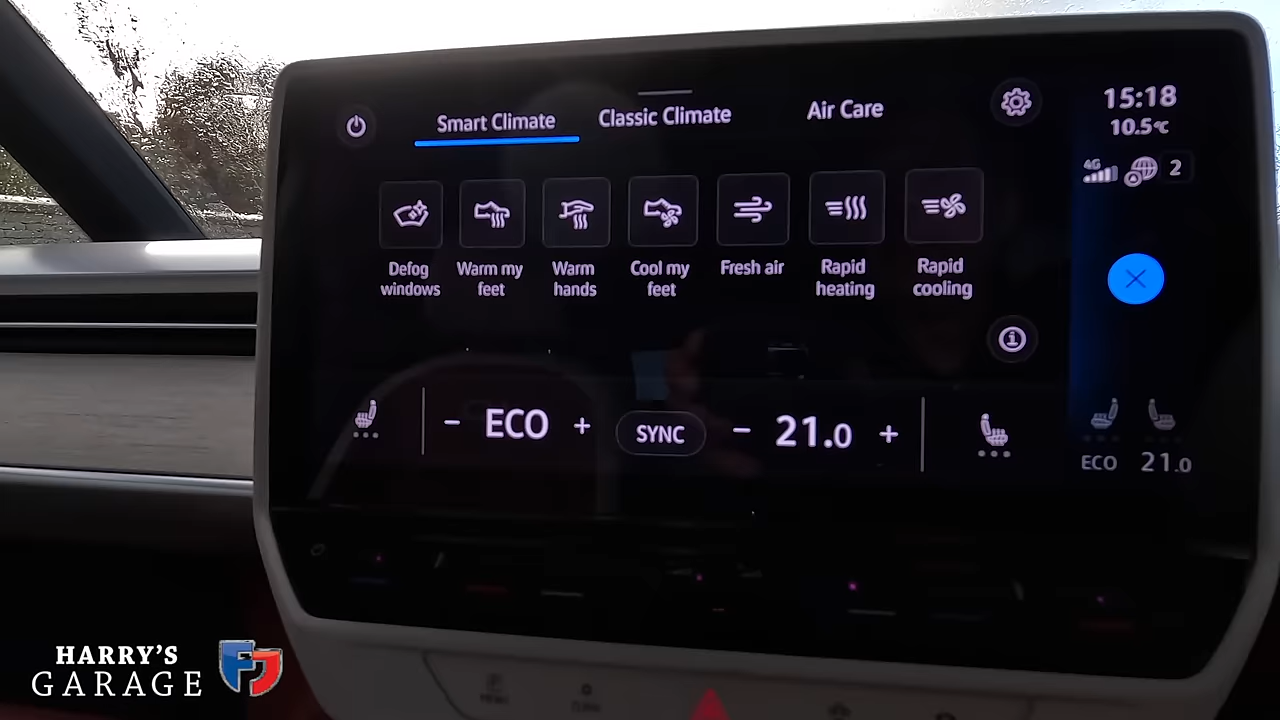 Smart Climate
Classic Climate
Air Care
15:18
10.5°C
4G
2
Defog windows
Warm my feet
Warm hands
Cool my feet
Fresh air
Rapid heating
Rapid cooling
- ECO +
SYNC
- 21.0 +
ECO 21.0
HARRY'S
GARAGE